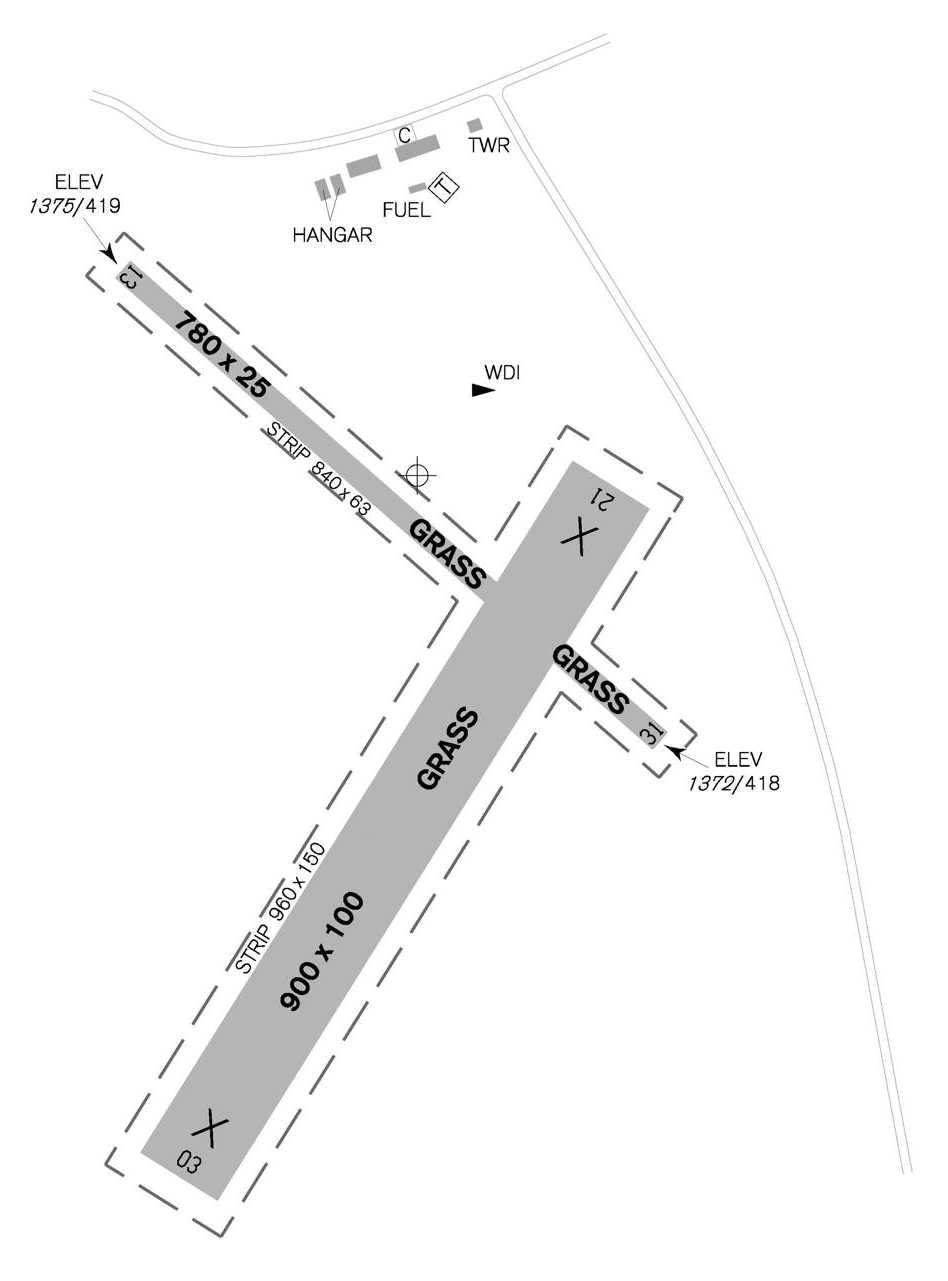 C
TWR
T
FUEL
HANGAR
ELEV
1375/419
13
780 x 25
STRIP 840 x 63
WDI
GRASS
21
GRASS
31
ELEV
1372/418
GRASS
STRIP 960 x 150
900 x 100
X
X
03